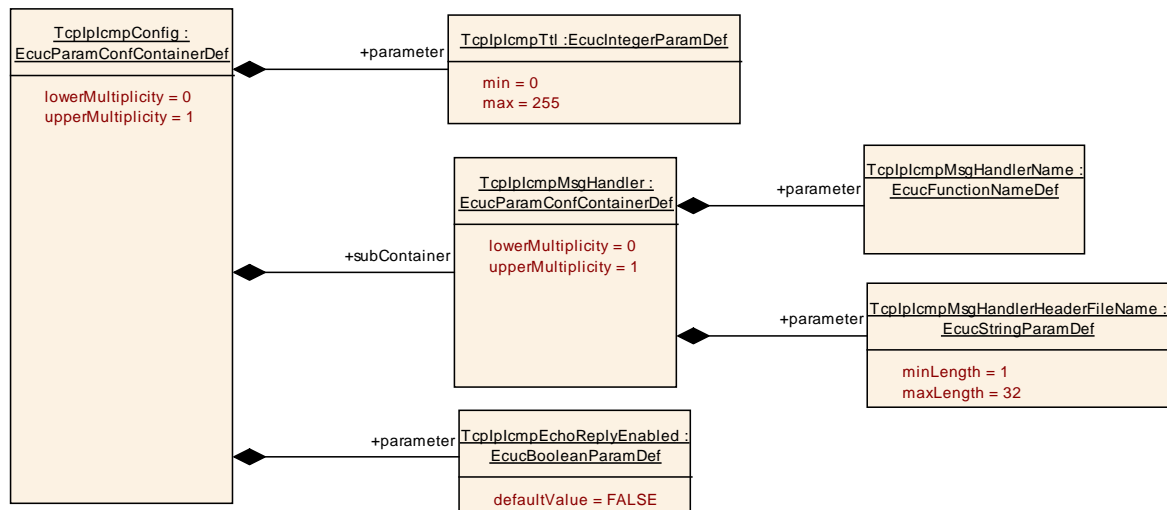 TcpIpIcmpConfig :
EcucParamConfContainerDef
lowerMultiplicity = 0
upperMultiplicity = 1
+parameter
TcpIpIcmpTtl :EcucIntegerParamDef
min = 0
max = 255
+subContainer
TcpIpIcmpMsgHandler :
EcucParamConfContainerDef
lowerMultiplicity = 0
upperMultiplicity = 1
+parameter
TcpIpIcmpMsgHandlerName :
EcucFunctionNameDef
+parameter
TcpIpIcmpMsgHandlerHeaderFileName :
EcucStringParamDef
minLength = 1
maxLength = 32
+parameter
TcpIpIcmpEchoReplyEnabled :
EcucBooleanParamDef
defaultValue = FALSE